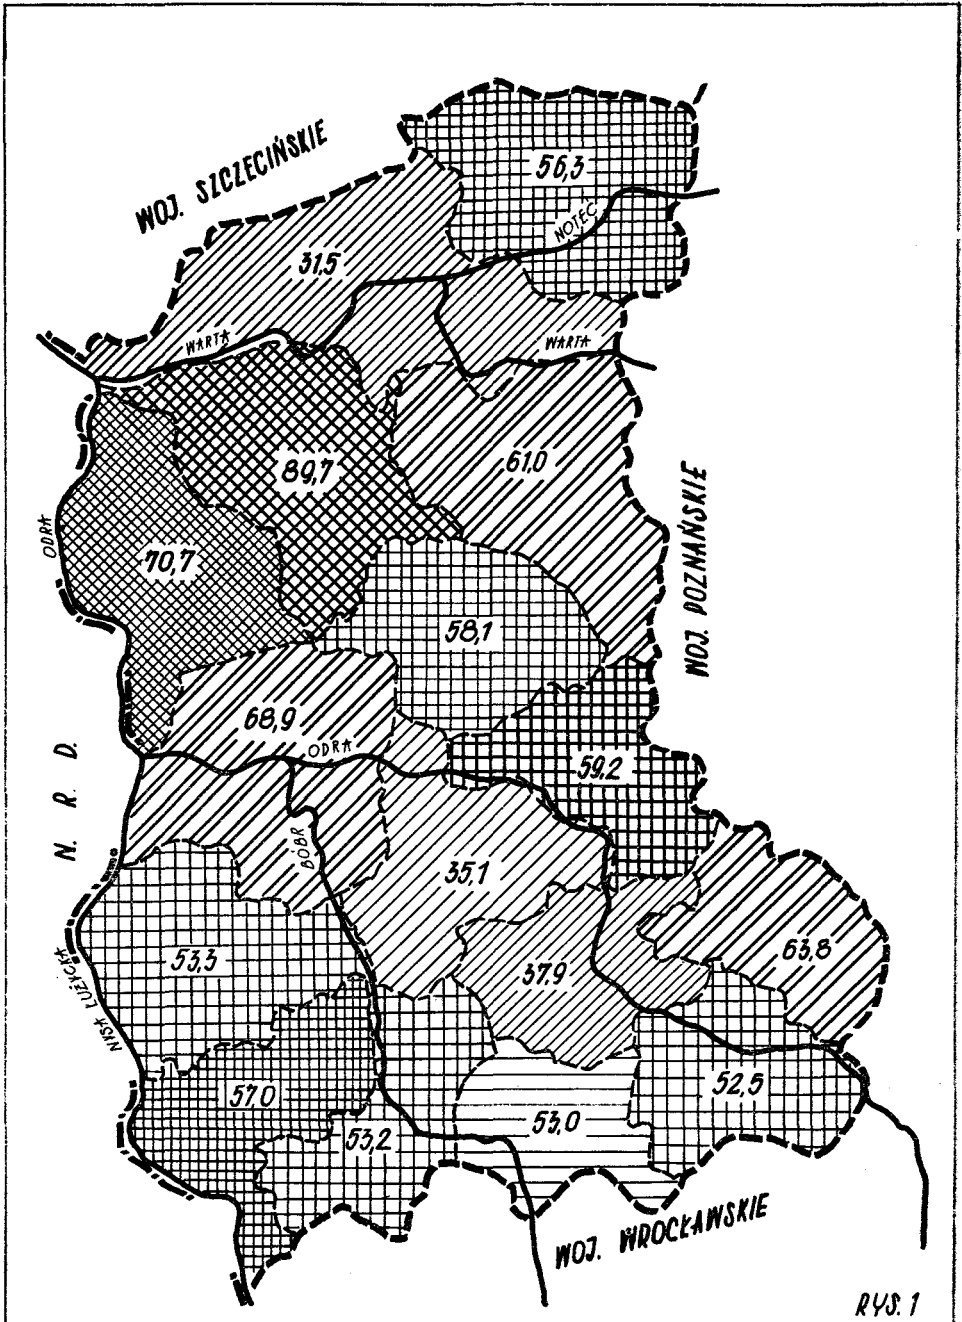 WOJ. SZCZECIŃSKIE
56,3
NOTEĆ
31,5
WARTA
WARTA
89,7
61,0
ODRA
70,7
WOJ. POZNAŃSKIE
58,1
68,9
ODRA
59,2
N. R. D.
BÓBR
35,1
63,8
53,3
37,9
NYSA ŁUŻYCKA
57,0
52,5
53,2
53,0
WOJ. WROCŁAWSKIE
RYS. 1